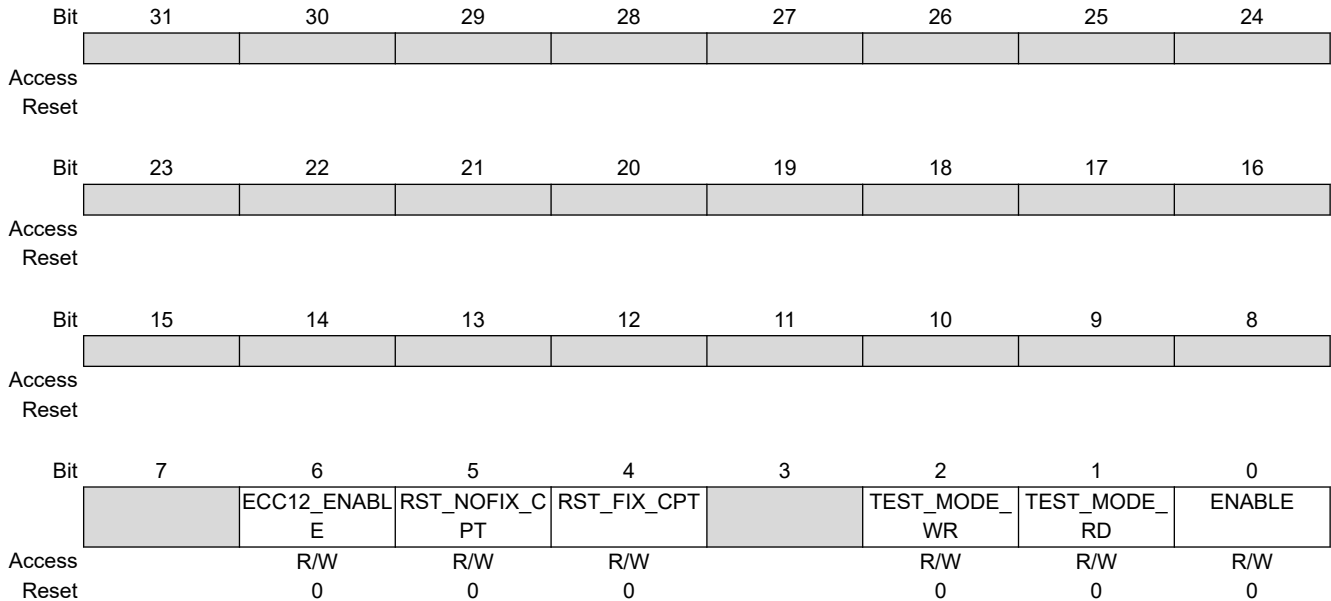 Bit 31 30 29 28 27 26 25 24
Access
Reset
Bit 23 22 21 20 19 18 17 16
Access
Reset
Bit 15 14 13 12 11 10 9 8
Access
Reset
Bit 7 6 5 4 3 2 1 0
ECC12_ENABL RST_NOFIX_C RST_FIX_CPT TEST_MODE_ TEST_MODE_ ENABLE
E PT WR RD
Access R/W R/W R/W R/W R/W R/W
Reset 0 0 0 0 0 0